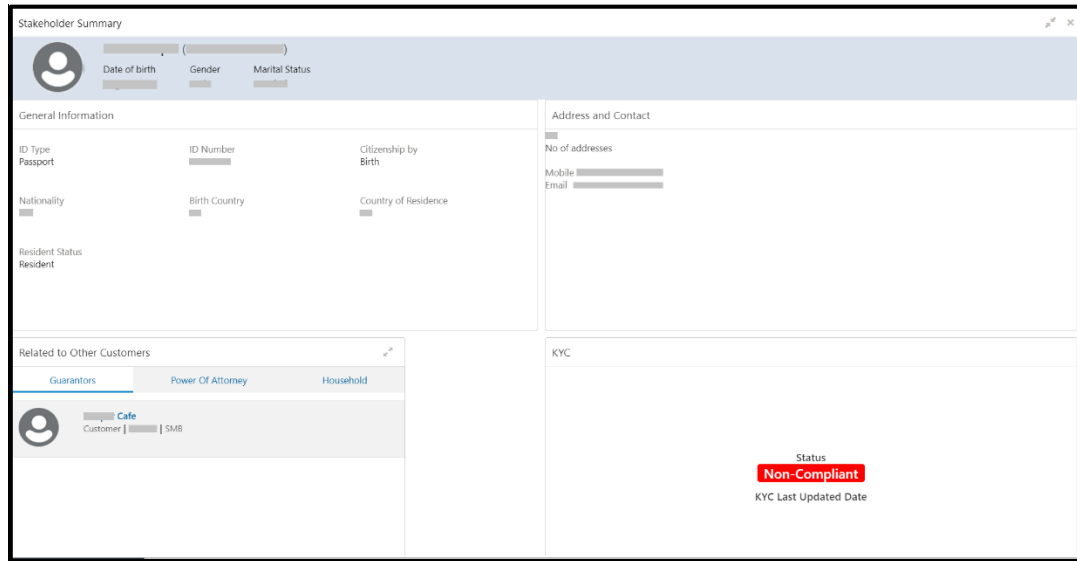 Stakeholder Summary
( )
Date of birth Gender Marital Status
General Information
ID Type ID Number Citizenship by
Passport Birth
Nationality Birth Country Country of Residence
Resident Status
Resident
Address and Contact
No of addresses
Mobile
Email
Related to Other Customers
Guarantors Power Of Attorney Household
Cafe
Customer | | SMB
KYC
Status
Non-Compliant
KYC Last Updated Date